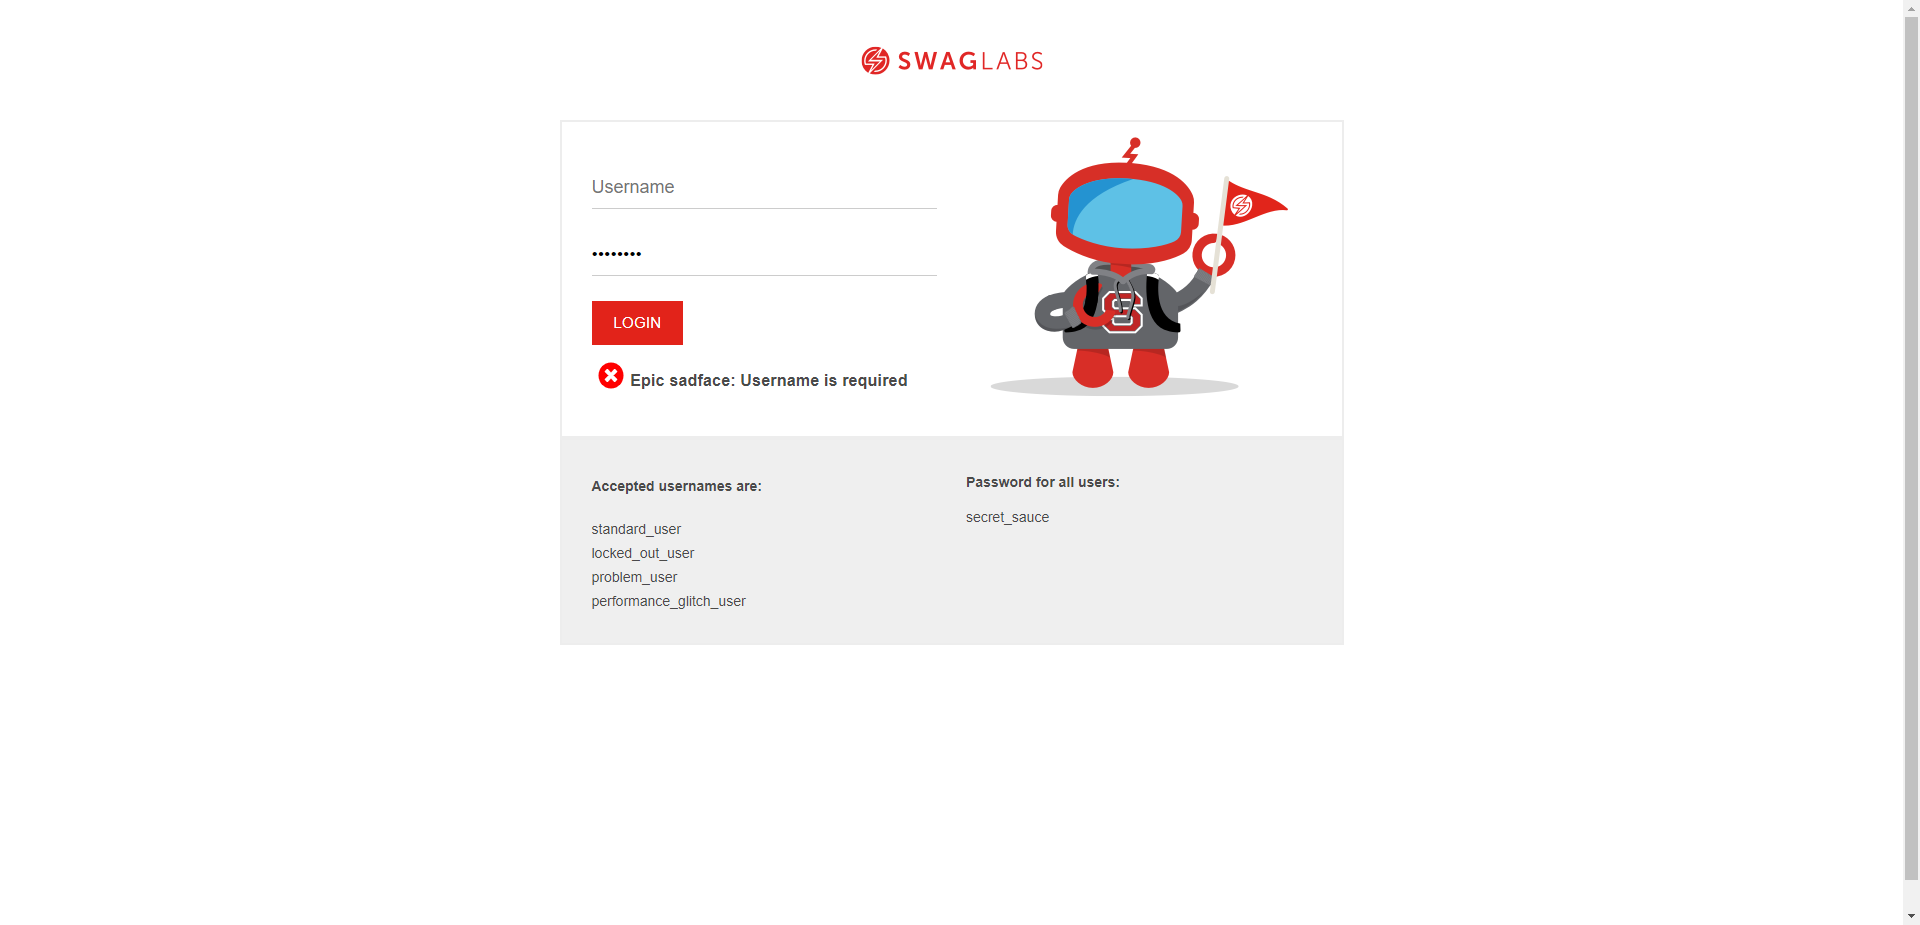 SWAGLABS
Username
••••••••
LOGIN
Epic sadface: Username is required
S
Accepted usernames are:
standard_user
locked_out_user
problem_user
performance_glitch_user
Password for all users:
secret_sauce